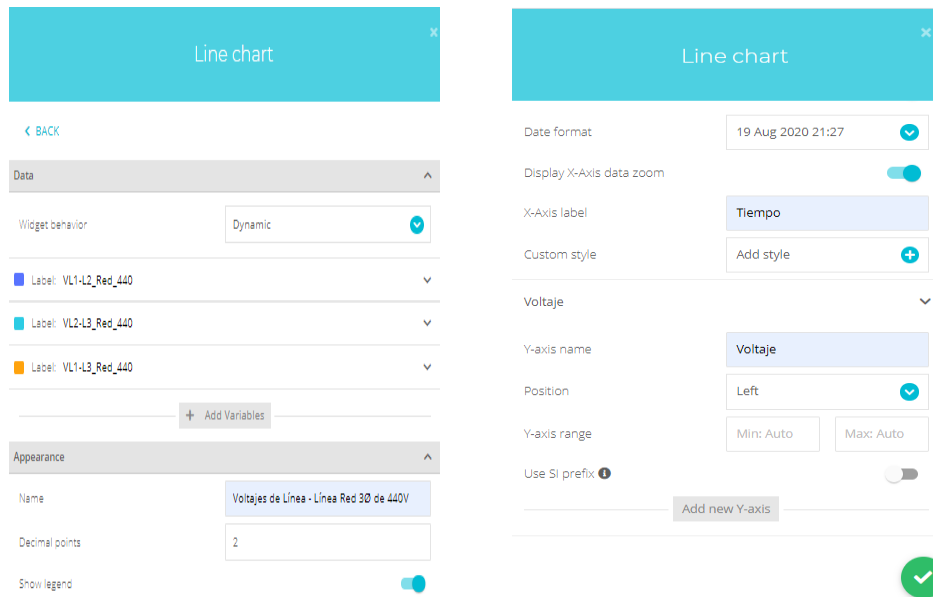 Line chart
x
BACK
Data
Widget behavior Dynamic
Label: VL1-L2_Red_440
Label: VL2-L3_Red_440
Label: VL1-L3_Red_440
+ Add Variables
Appearance
Name Voltajes de Línea - Línea Red 3Ø de 440V
Decimal points 2
Show legend
Line chart
x
Date format 19 Aug 2020 21:27
Display X-Axis data zoom
X-Axis label Tiempo
Custom style Add style
Voltaje
Y-axis name Voltaje
Position Left
Y-axis range Min: Auto Max: Auto
Use SI prefix
Add new Y-axis